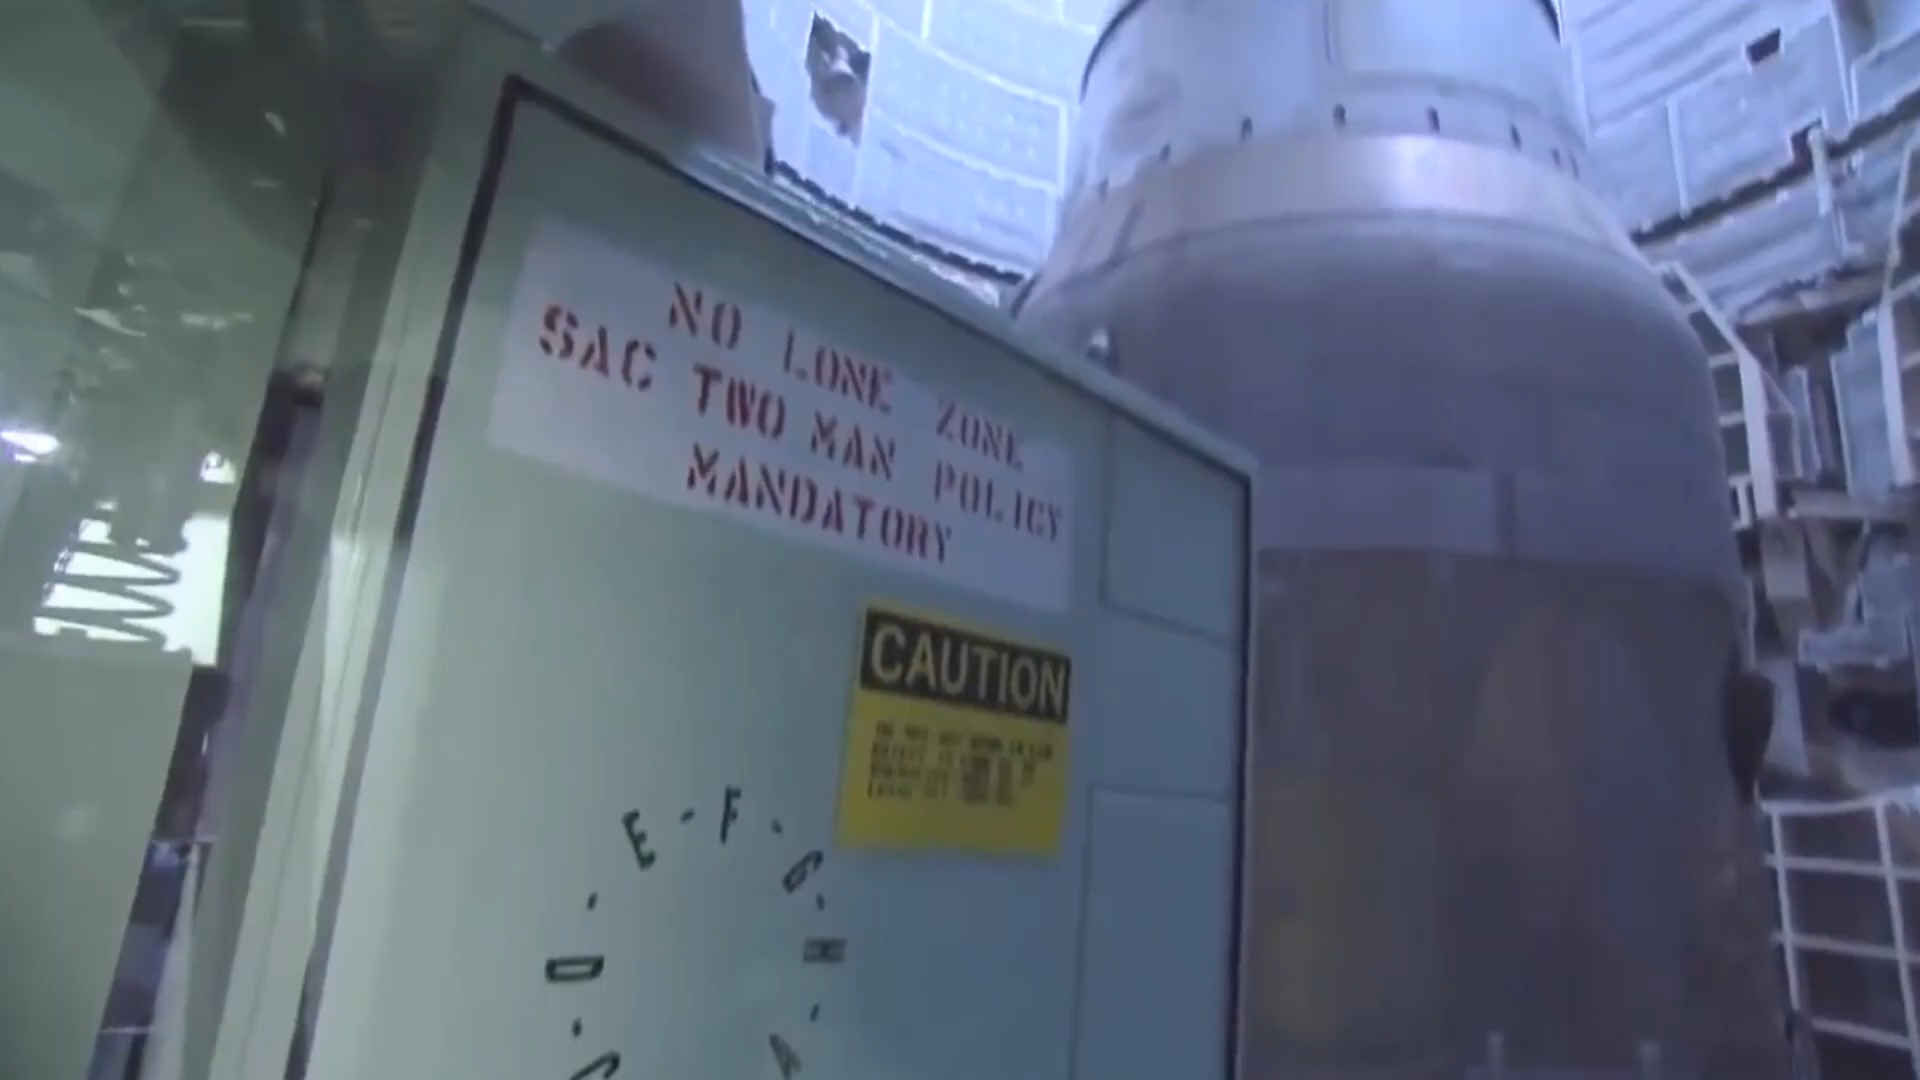 NO LONE ZONE
SAC TWO MAN POLICY
MANDATORY
CAUTION
E - F - G
D H
C A